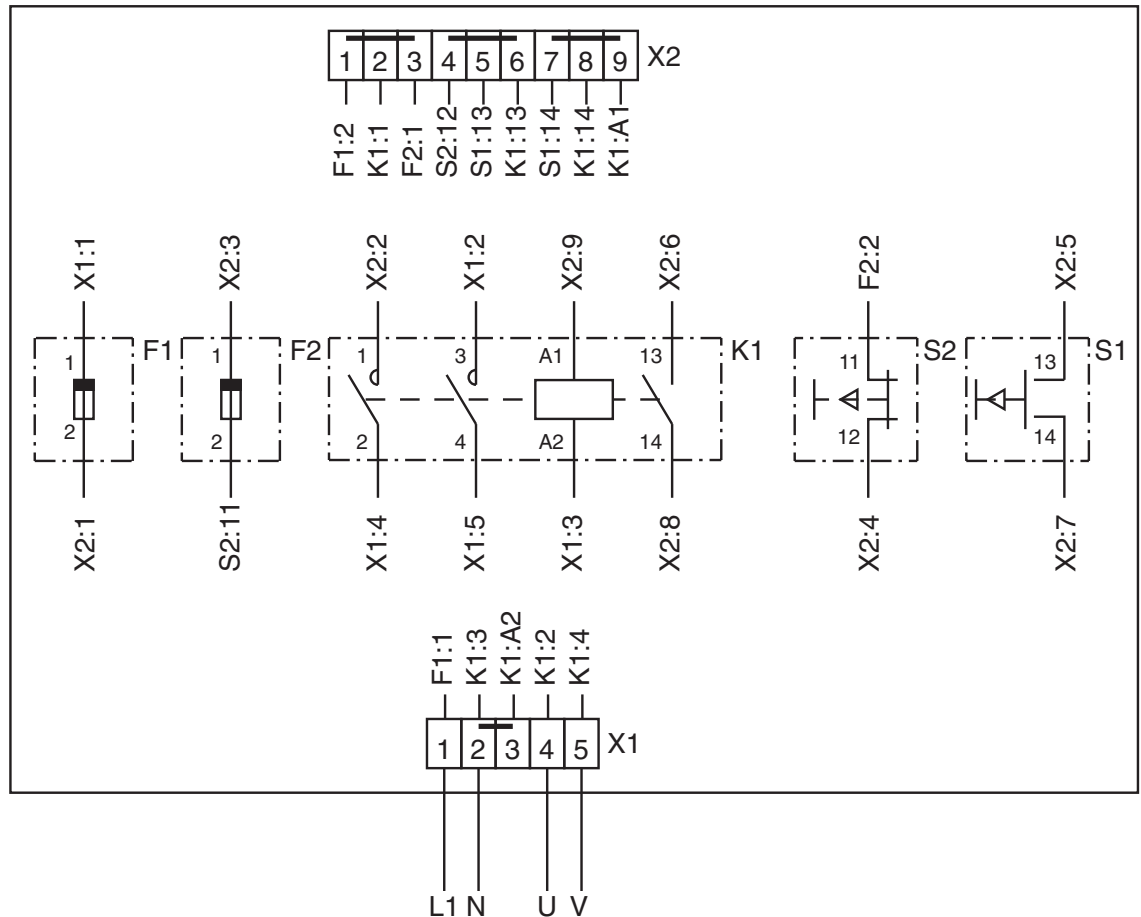 1 2 3 4 5 6 7 8 9 X2
F1:2 K1:1 F2:1 S2:12 S1:13 K1:13 S1:14 K1:14 K1:A1
X1:1 X2:3 X2:2 X1:2 X2:9 X2:6 F2:2 X2:5
1 F1 1 F2 1 3 A1 13 K1 11 S2 13 S1
2 2 2 4 A2 14 12 14
X2:1 S2:11 X1:4 X1:5 X1:3 X2:8 X2:4 X2:7
F1:1 K1:3 K1:A2 K1:2 K1:4
1 2 3 4 5 X1
L1 N U V